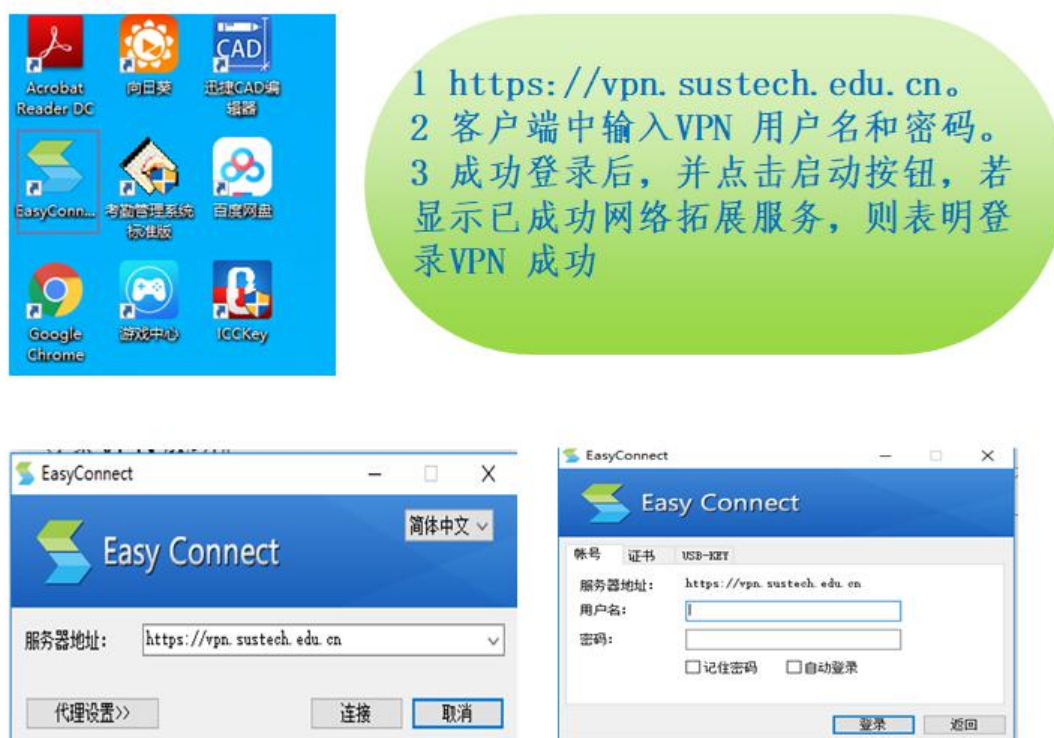 Acrobat
Reader DC
向日葵
迅捷CAD编
辑器
CAD
EasyConn...
考勤管理系统
标准版
百度网盘
Google
Chrome
游戏中心
ICCKey
1 https://vpn.sustech.edu.cn。
2 客户端中输入VPN 用户名和密码。
3 成功登录后，并点击启动按钮，若
显示已成功网络拓展服务，则表明登
录VPN 成功
EasyConnect
简体中文
Easy Connect
服务器地址：
https://vpn.sustech.edu.cn
代理设置>>
连接
取消
EasyConnect
Easy Connect
帐号
证书
USB-KEY
服务器地址：
https://vpn.sustech.edu.cn
用户名：
密码：
记住密码
自动登录
登录
返回